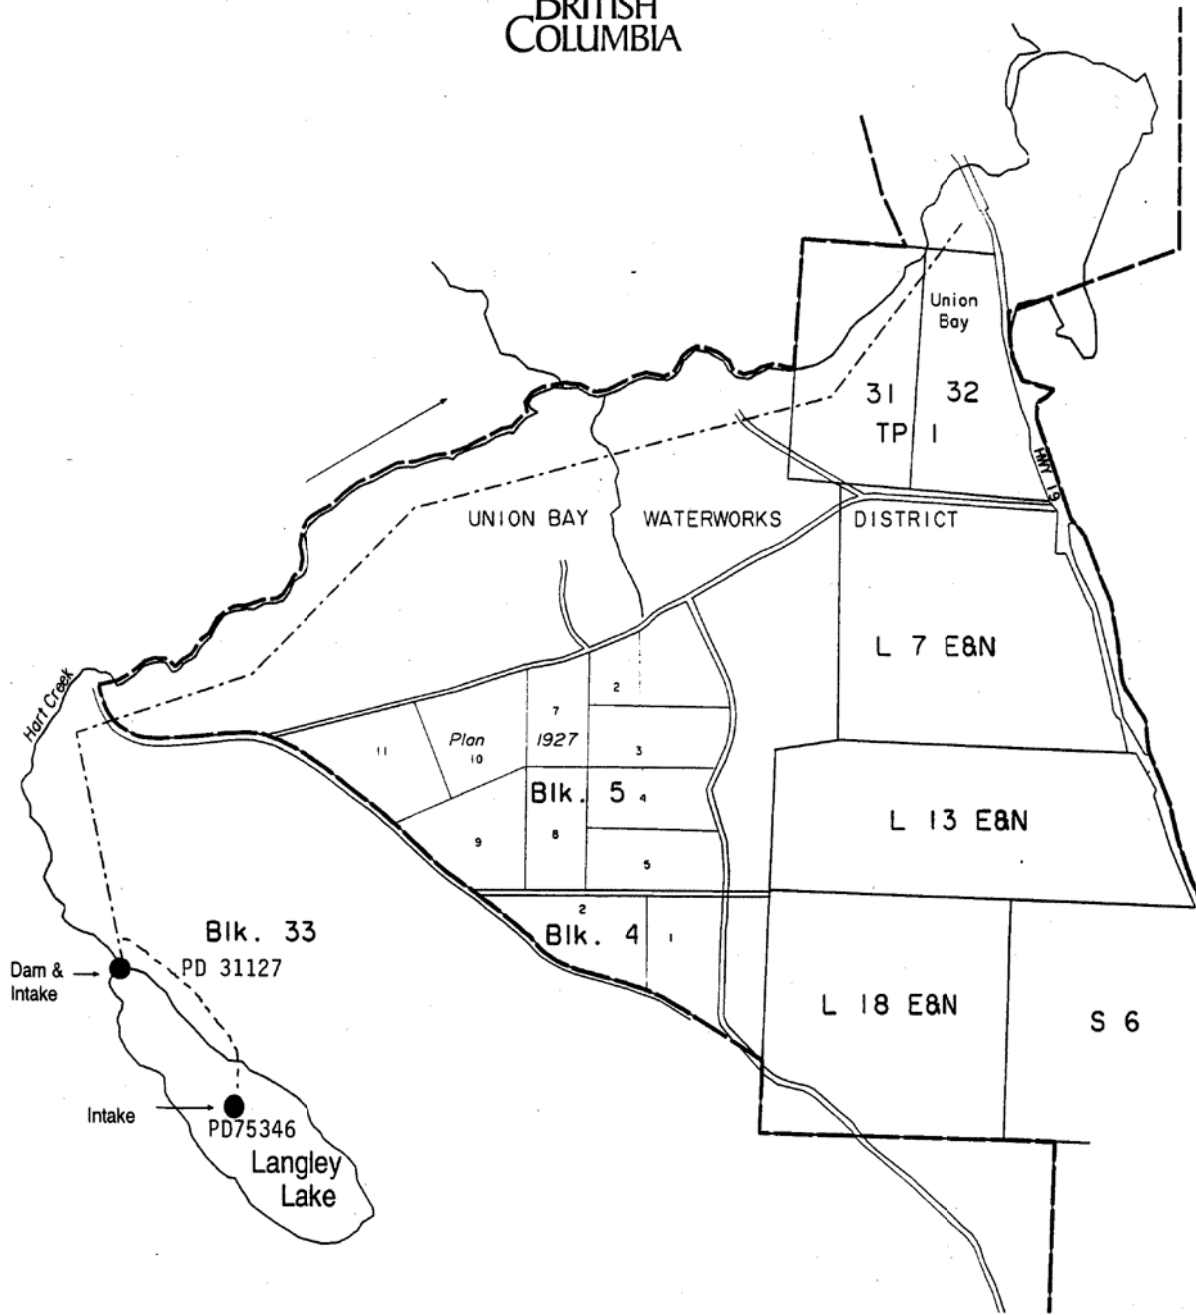 BRITISH
COLUMBIA
Union
Bay
31 32
TP 1
HWY 19
UNION BAY WATERWORKS DISTRICT
L 7 E&N
Hart Creek
2
7
11
Plan
10
1927
3
Blk. 5
4
L 13 E&N
9
8
5
2
Blk. 4
1
Blk. 33
PD 31127
Dam &
Intake
L 18 E&N
S 6
Intake
PD75346
Langley
Lake